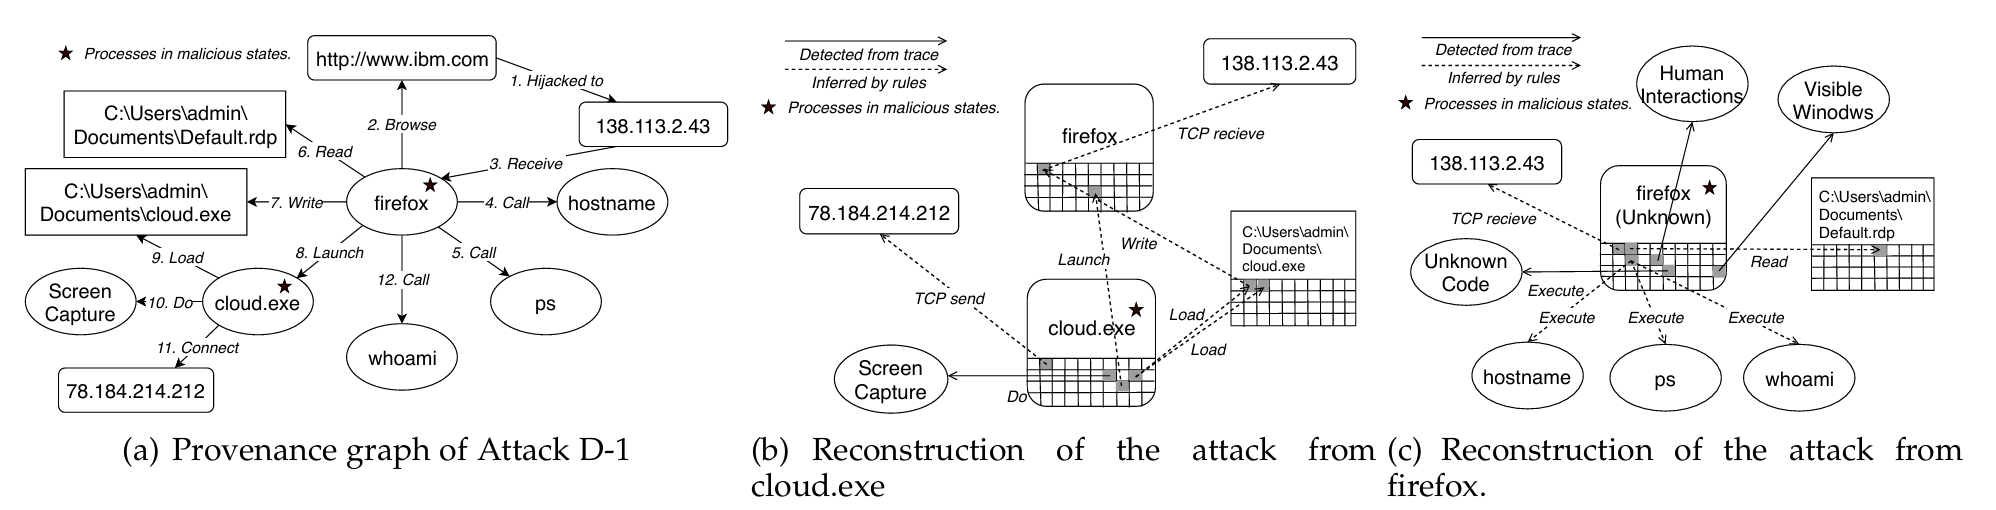 Processes in malicious states.
http://www.ibm.com
1. Hijacked to
138.113.2.43
C:\Users\admin\
Documents\Default.rdp
2. Browse
3. Receive
6. Read
C:\Users\admin\
Documents\cloud.exe
7. Write
firefox
4. Call
hostname
9. Load
8. Launch
12. Call
5. Call
Screen
Capture
10. Do
cloud.exe
ps
11. Connect
whoami
78.184.214.212
(a) Provenance graph of Attack D-1
Detected from trace
Inferred by rules
Processes in malicious states.
138.113.2.43
firefox
TCP recieve
78.184.214.212
Write
Launch
C:\Users\admin\
Documents\
cloud.exe
TCP send
cloud.exe
Load
Load
Screen
Capture
Do
(b) Reconstruction of the attack from
cloud.exe
Detected from trace
Inferred by rules
Processes in malicious states.
Human
Interactions
Visible
Winodws
138.113.2.43
firefox
(Unknown)
C:\Users\admin\
Documents\
Default.rdp
TCP recieve
Read
Unknown
Code
Execute
Execute
Execute
Execute
hostname
ps
whoami
(c) Reconstruction of the attack from
firefox.